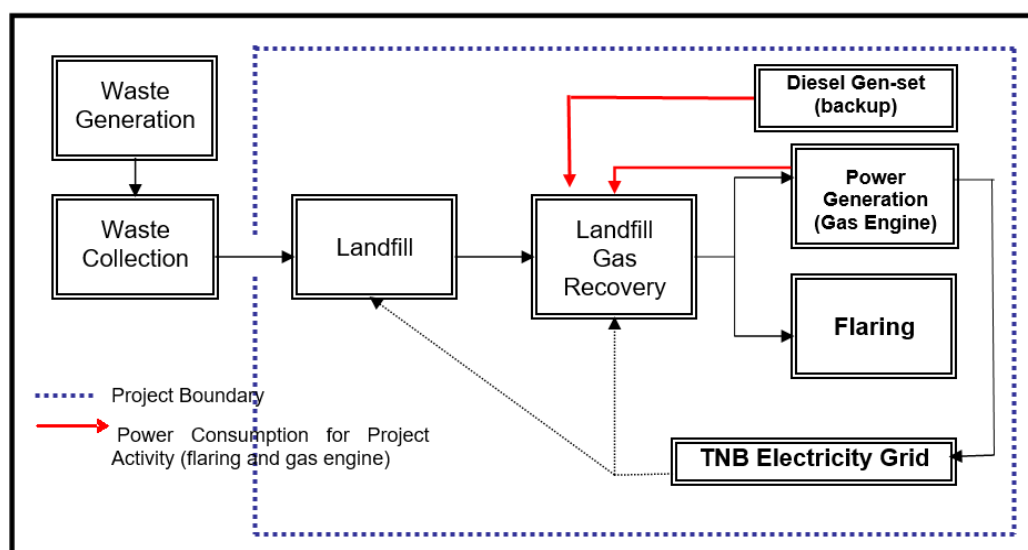 Waste
Generation
Waste
Collection
Landfill
Landfill
Gas
Recovery
Diesel Gen-set
(backup)
Power
Generation
(Gas Engine)
Flaring
TNB Electricity Grid
Project Boundary
Power Consumption for Project
Activity (flaring and gas engine)